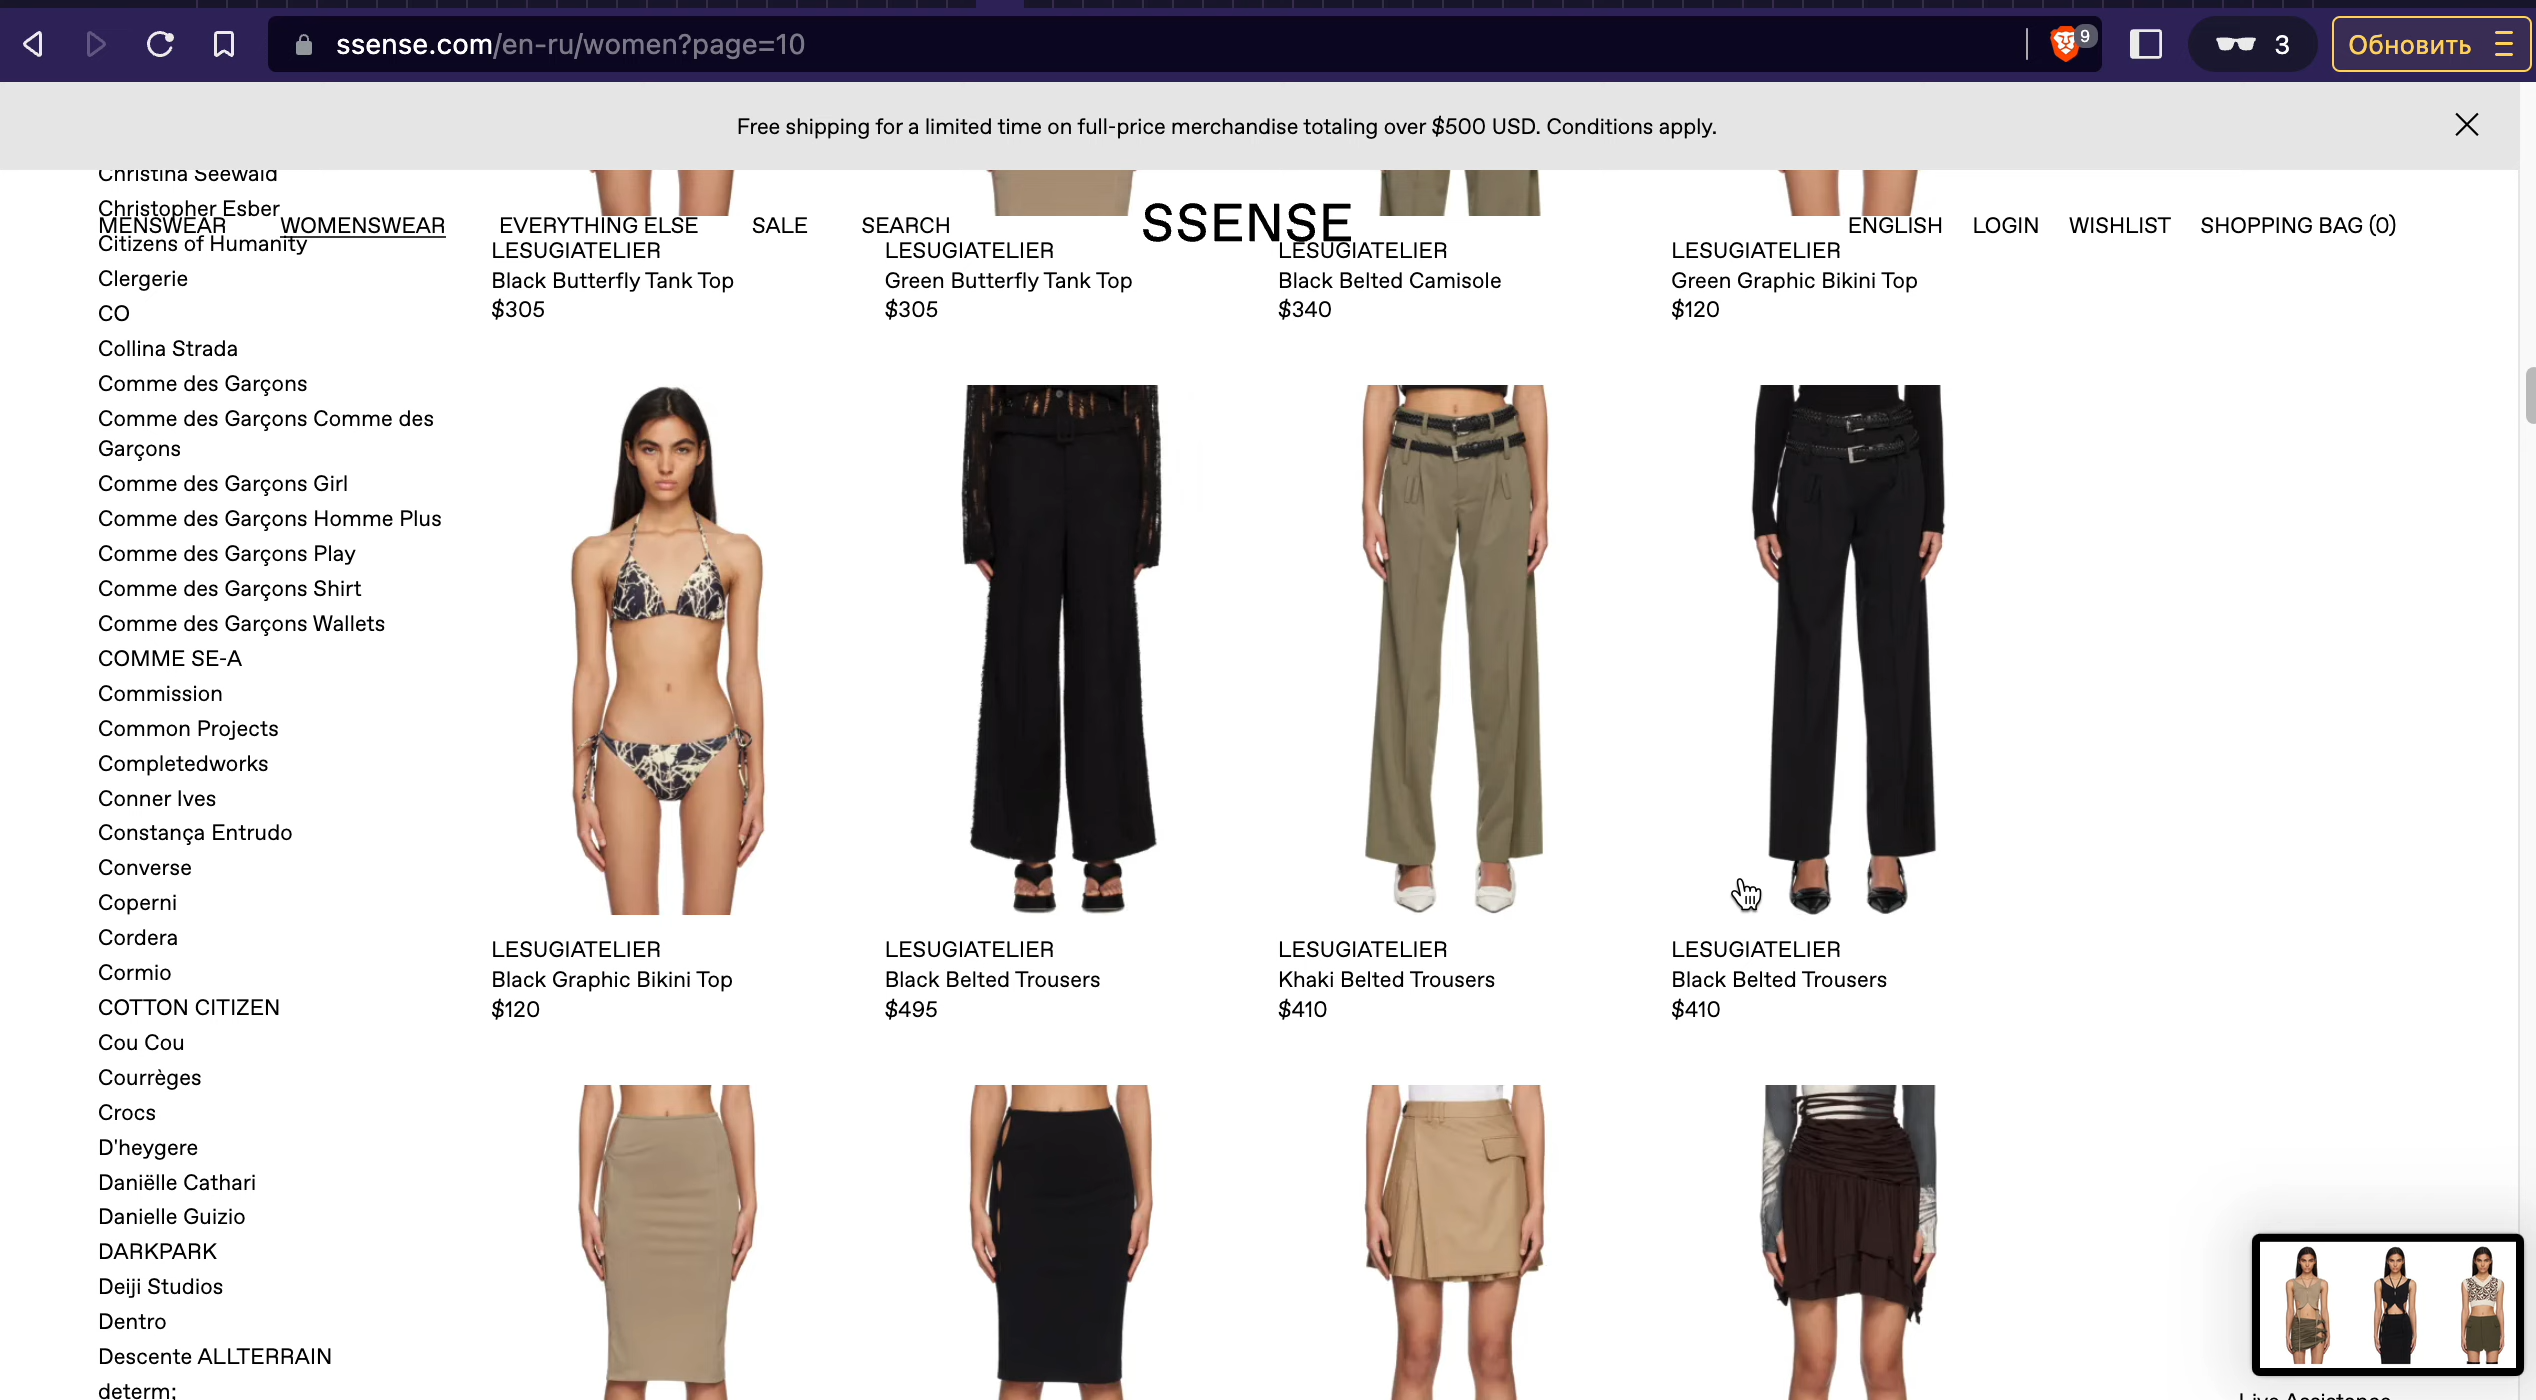 ssense.com/en-ru/women?page=10
9
3
Обновить
Free shipping for a limited time on full-price merchandise totaling over $500 USD. Conditions apply.
MENSWEAR
WOMENSWEAR
EVERYTHING ELSE
SALE
SEARCH
SSENSE
ENGLISH
LOGIN
WISHLIST
SHOPPING BAG (0)
Christina Seewald
Christopher Esber
Citizens of Humanity
Clergerie
CO
Collina Strada
Comme des Garçons
Comme des Garçons Comme des
Garçons
Comme des Garçons Girl
Comme des Garçons Homme Plus
Comme des Garçons Play
Comme des Garçons Shirt
Comme des Garçons Wallets
COMME SE-A
Commission
Common Projects
Completedworks
Conner Ives
Constança Entrudo
Converse
Coperni
Cordera
Cormio
COTTON CITIZEN
Cou Cou
Courrèges
Crocs
D'heygere
Daniëlle Cathari
Danielle Guizio
DARKPARK
Deiji Studios
Dentro
Descente ALLTERRAIN
determ;
LESUGIATELIER
Black Butterfly Tank Top
$305
LESUGIATELIER
Green Butterfly Tank Top
$305
LESUGIATELIER
Black Belted Camisole
$340
LESUGIATELIER
Green Graphic Bikini Top
$120
LESUGIATELIER
Black Graphic Bikini Top
$120
LESUGIATELIER
Black Belted Trousers
$495
LESUGIATELIER
Khaki Belted Trousers
$410
LESUGIATELIER
Black Belted Trousers
$410
Live Assistance